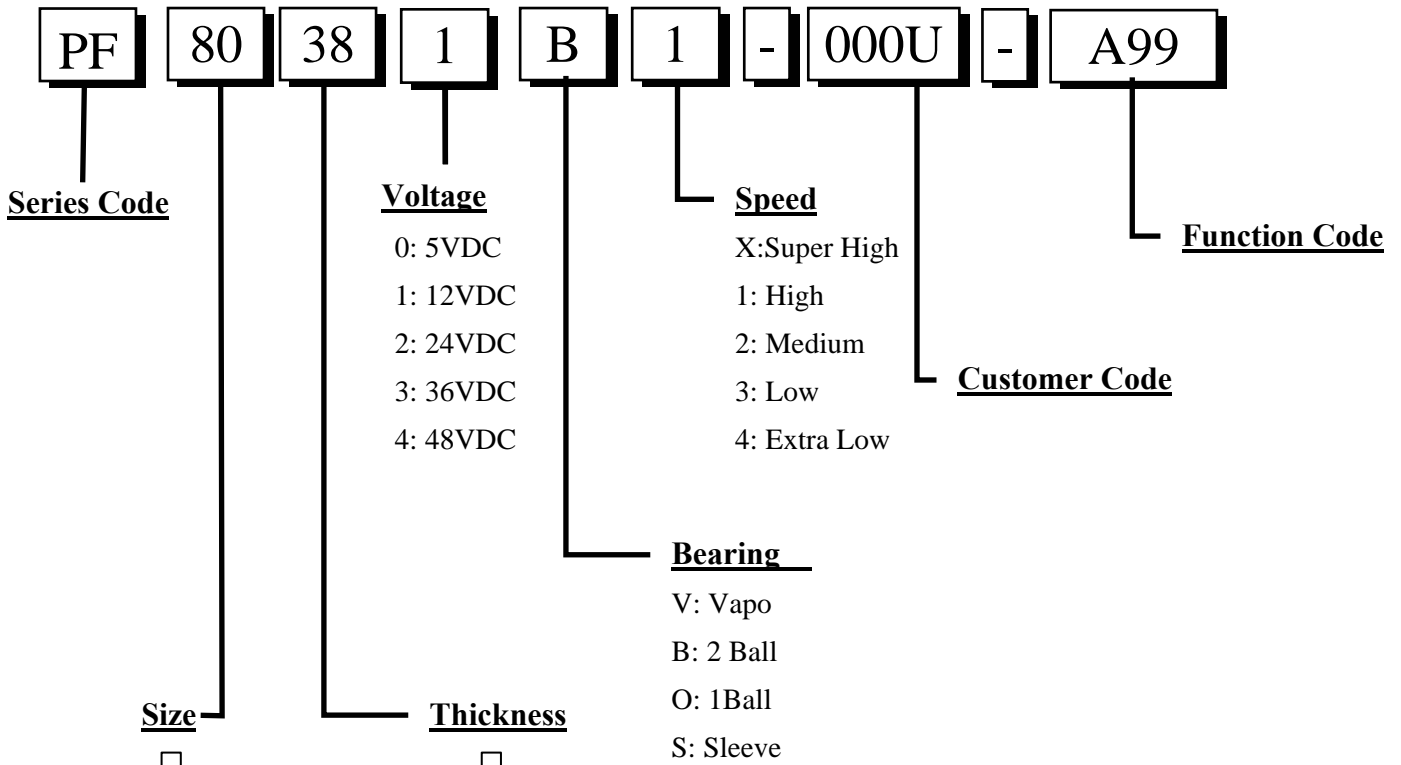 PF 80 38 1 B 1 - 000U - A99
Series Code
Voltage
0: 5VDC
1: 12VDC
2: 24VDC
3: 36VDC
4: 48VDC
Speed
X:Super High
1: High
2: Medium
3: Low
4: Extra Low
Function Code
Customer Code
Bearing
V: Vapo
B: 2 Ball
O: 1Ball
S: Sleeve
Size
Thickness